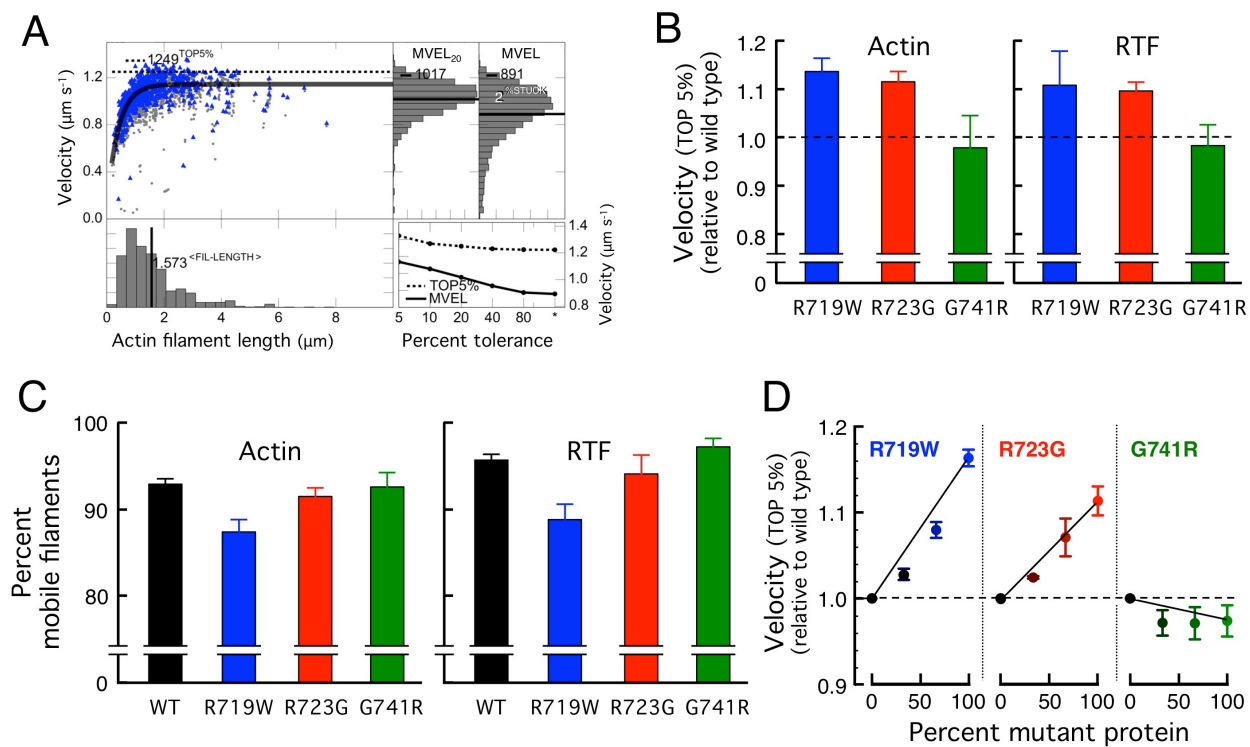 A
1249 TOP5%
MVEL20
1017
MVEL
891
2 %STUCK
Velocity (μm s-1)
1.2
0.8
0.4
0.0
1.573 <FIL-LENGTH>
0 2 4 6 8
Actin filament length (μm)
TOP5%
MVEL
5 10 20 40 80 *
Percent tolerance
1.4
1.2
1.0
0.8
Velocity (μm s-1)
B
Velocity (TOP 5%)
(relative to wild type)
1.2
1.1
1.0
0.9
0.8
0
Actin
RTF
R719W R723G G741R
R719W R723G G741R
C
Percent
mobile filaments
100
90
80
0
Actin
RTF
WT R719W R723G G741R
WT R719W R723G G741R
D
Velocity (TOP 5%)
(relative to wild type)
1.2
1.1
1.0
0.9
R719W
R723G
G741R
0 50 100
0 50 100
0 50 100
Percent mutant protein